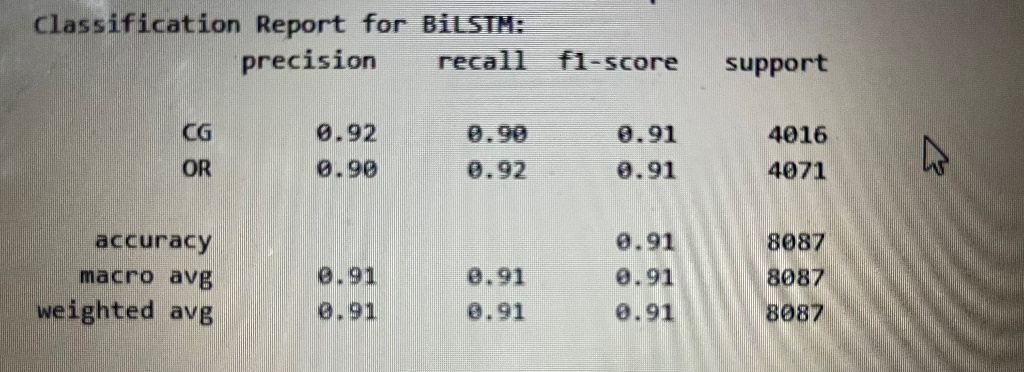 Classification Report for BiLSTM:
precision recall f1-score support
CG 0.92 0.90 0.91 4016
OR 0.90 0.92 0.91 4071
accuracy 0.91 8087
macro avg 0.91 0.91 0.91 8087
weighted avg 0.91 0.91 0.91 8087